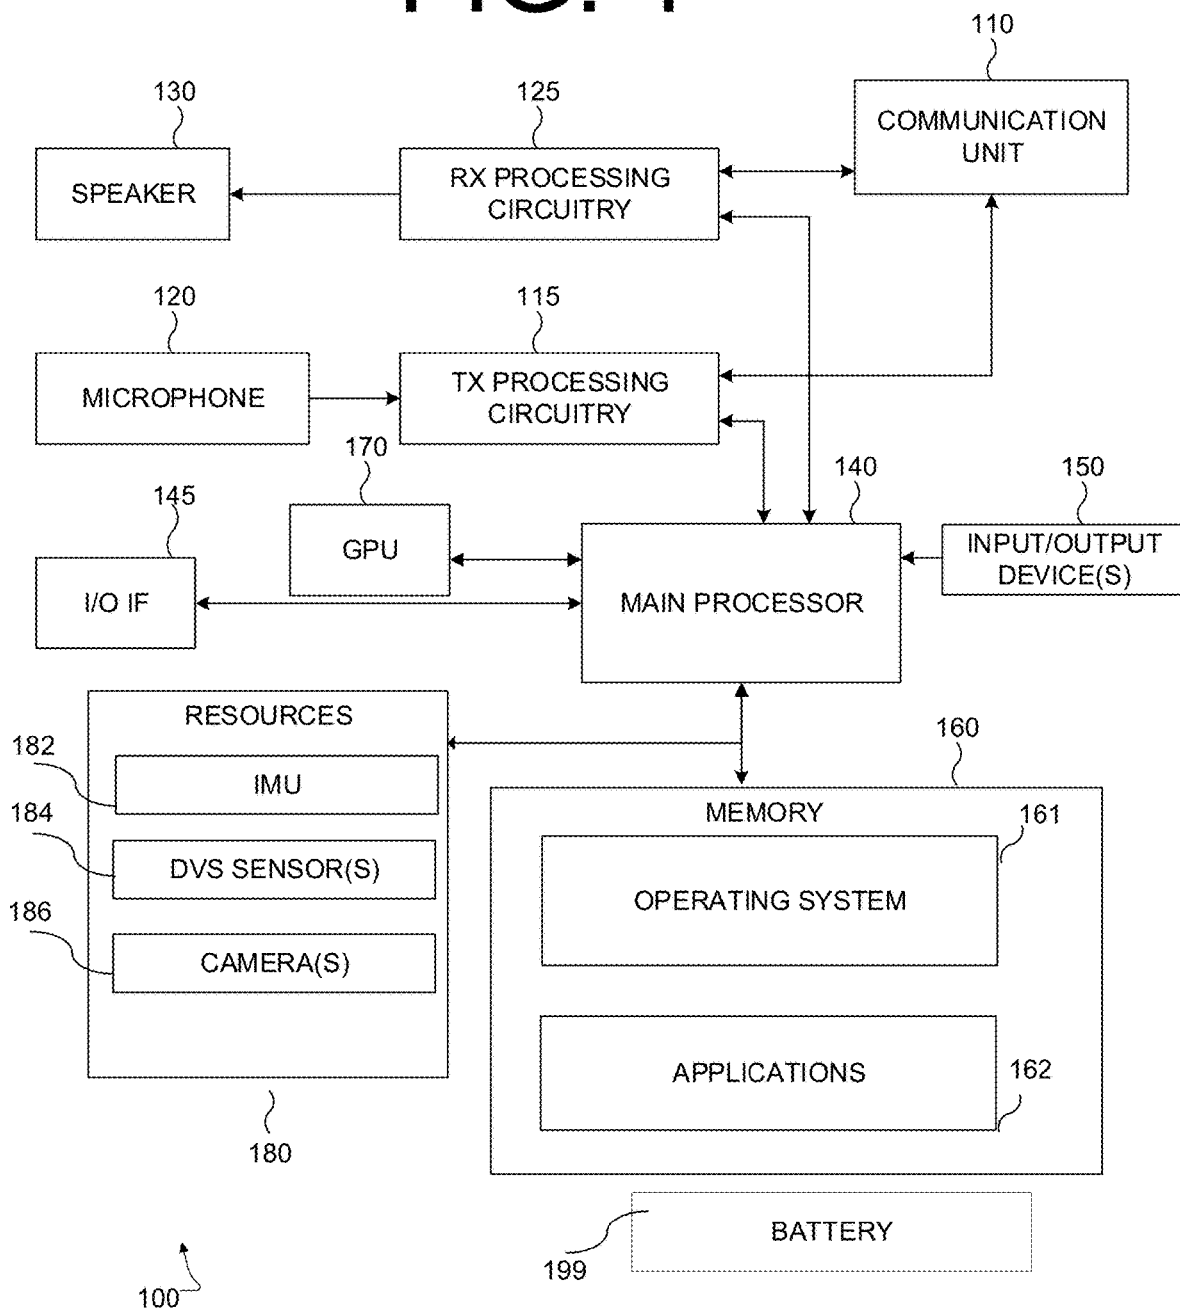 FIG. 1
110
130
125
COMMUNICATION
UNIT
SPEAKER
RX PROCESSING
CIRCUITRY
120
115
MICROPHONE
TX PROCESSING
CIRCUITRY
170
140
150
145
GPU
INPUT/OUTPUT
DEVICE(S)
I/O IF
MAIN PROCESSOR
RESOURCES
182
IMU
160
184
MEMORY
161
DVS SENSOR(S)
OPERATING SYSTEM
186
CAMERA(S)
APPLICATIONS
162
180
BATTERY
199
100